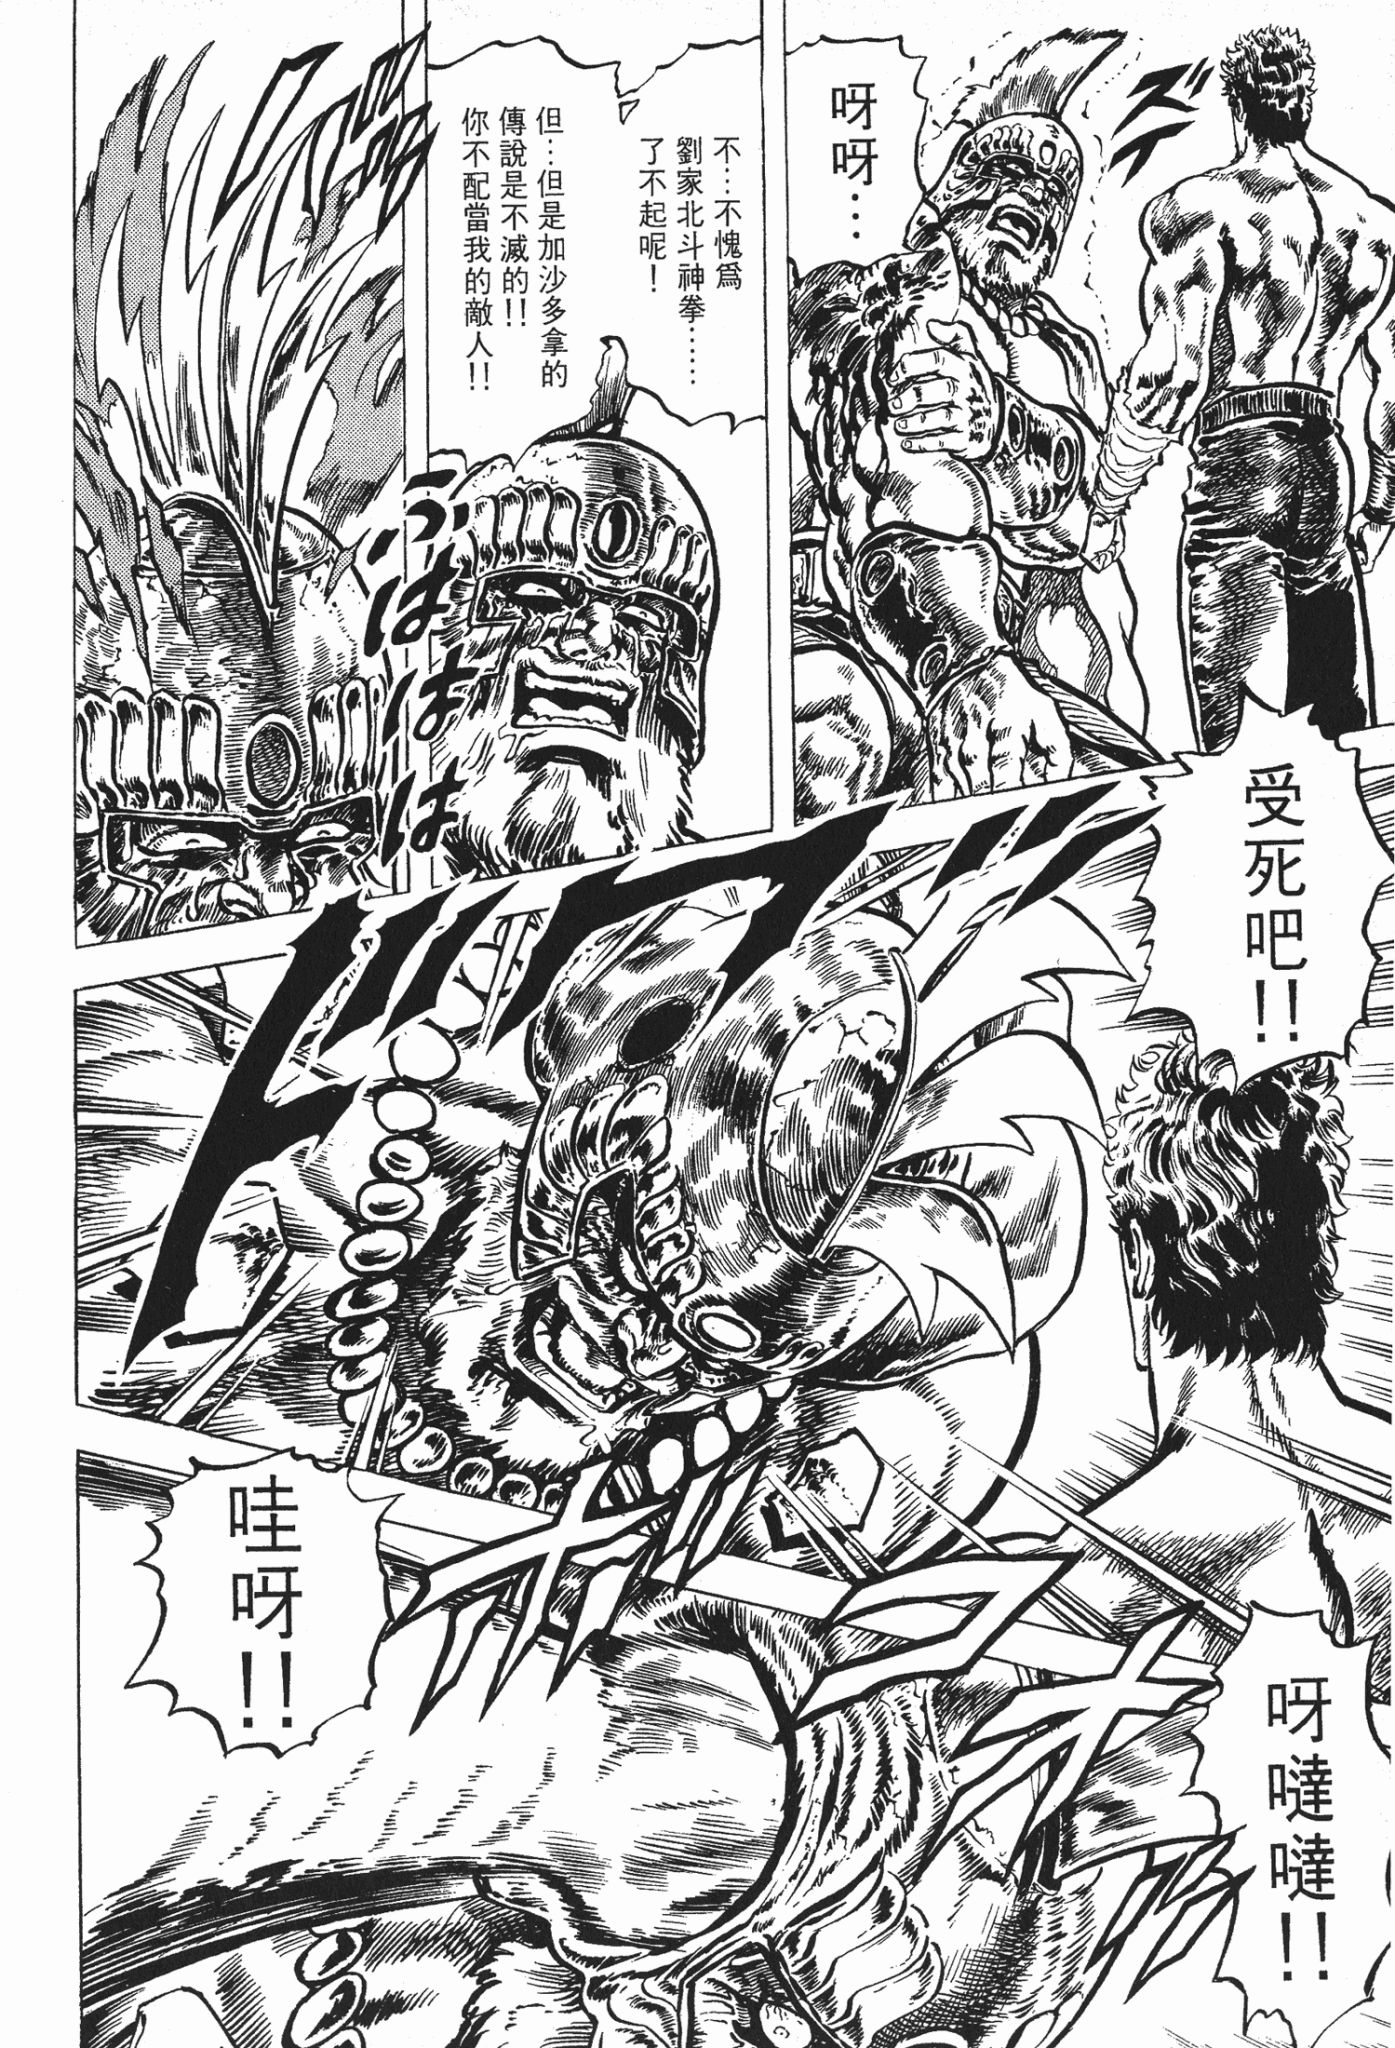 呀呀…
ズイ
不…不愧爲
劉家北斗神拳……
了不起呢！
但…但是加沙多拿的
傳說是不滅的!!
你不配當我的敵人!!
ふはははは
受死吧!!
呀噠噠!!
哇呀!!